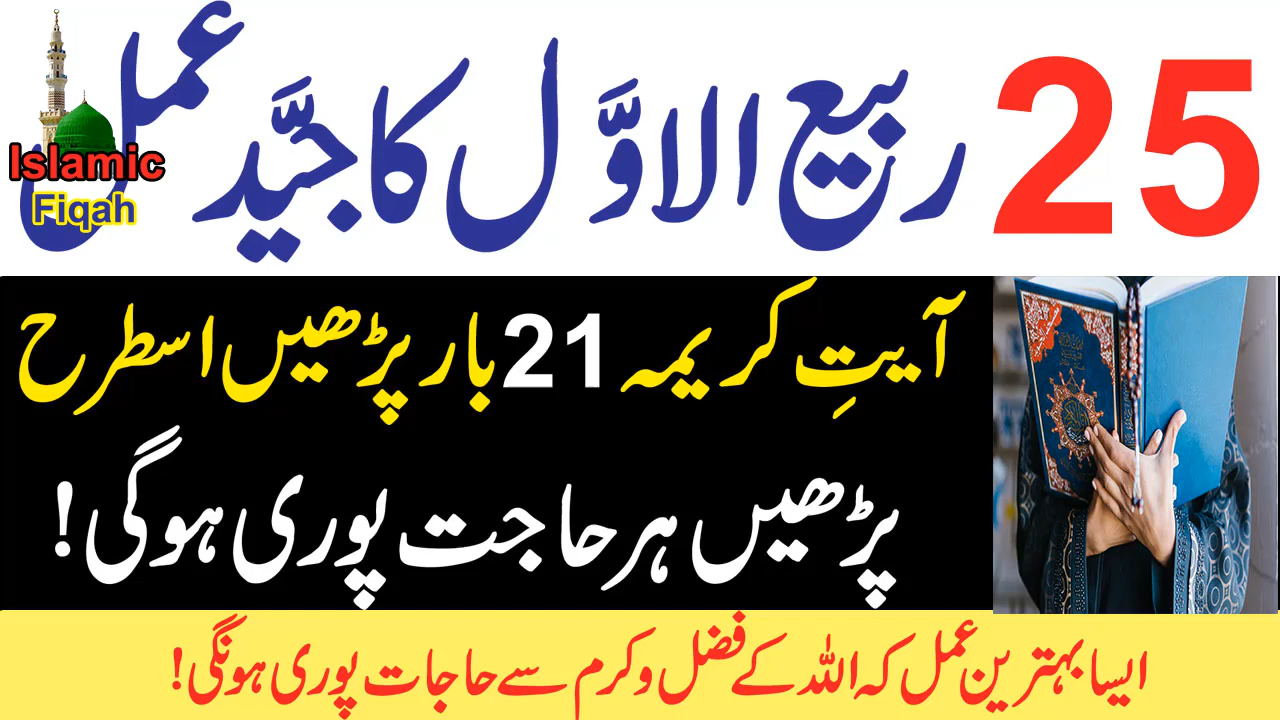 25 ربیع الاوَّل کا جیَّد عمل
Islamic
Fiqah
آیتِ کریمہ 21 بار پڑھیں اسطرح
پڑھیں ہر حاجت پوری ہوگی!
ایسا بہترین عمل کہ اللہ کے فضل و کرم سے حاجات پوری ہونگی!